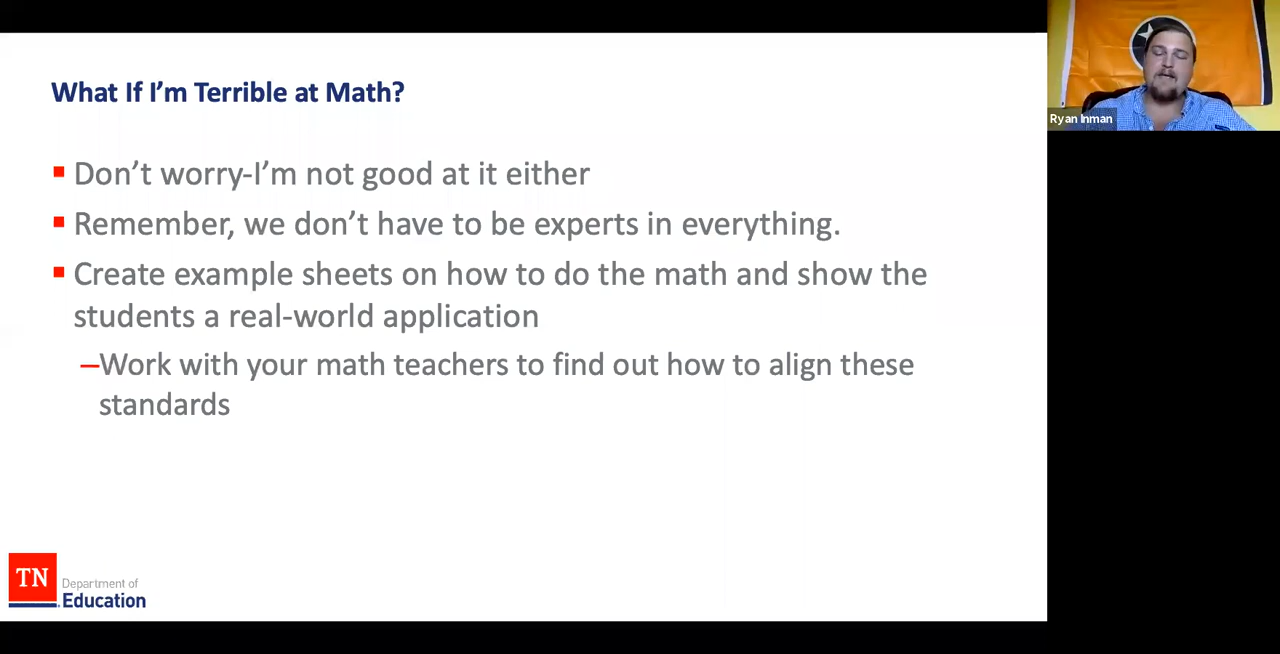 What If I'm Terrible at Math?
Don't worry-I'm not good at it either
Remember, we don't have to be experts in everything.
Create example sheets on how to do the math and show the
students a real-world application
–Work with your math teachers to find out how to align these
standards
TN
Department of
Education
Ryan Inman